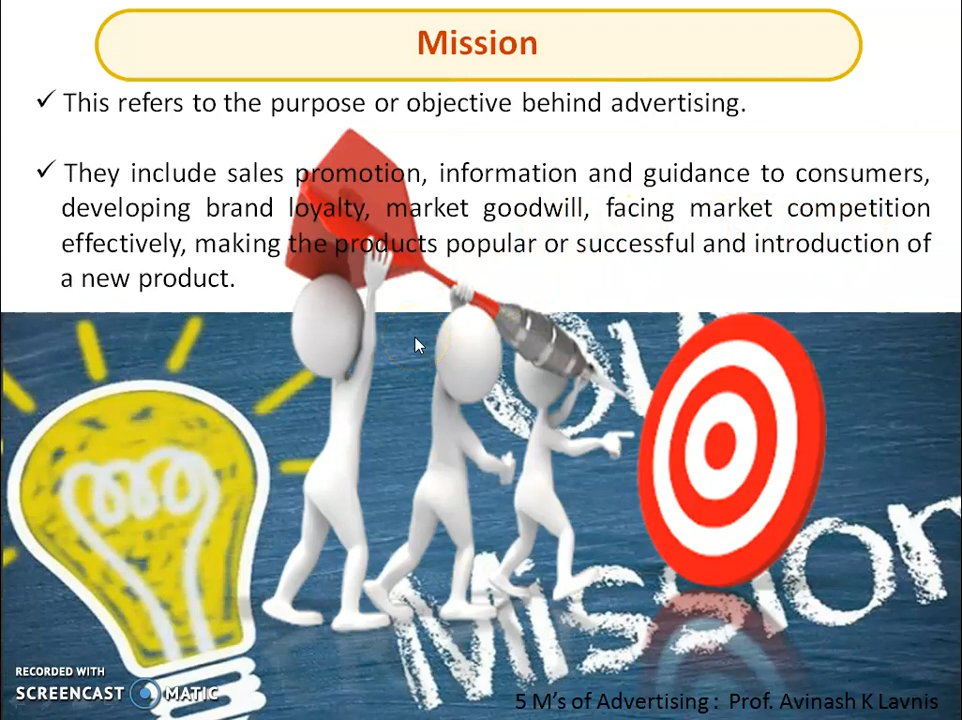 Mission
✓ This refers to the purpose or objective behind advertising.
✓ They include sales promotion, information and guidance to consumers,
developing brand loyalty, market goodwill, facing market competition
effectively, making the products popular or successful and introduction of
a new product.
Mission
RECORDED WITH
SCREENCAST MATIC
5 M's of Advertising : Prof. Avinash K Lavnis